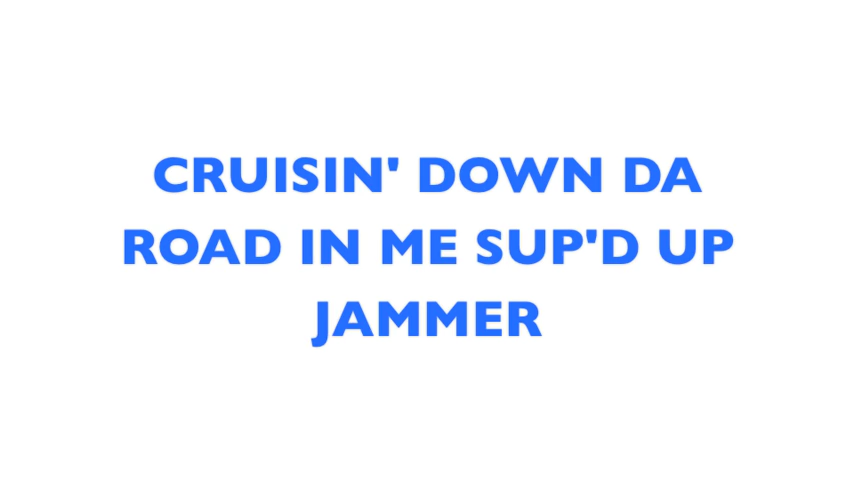 CRUISIN' DOWN DA
ROAD IN ME SUP'D UP
JAMMER